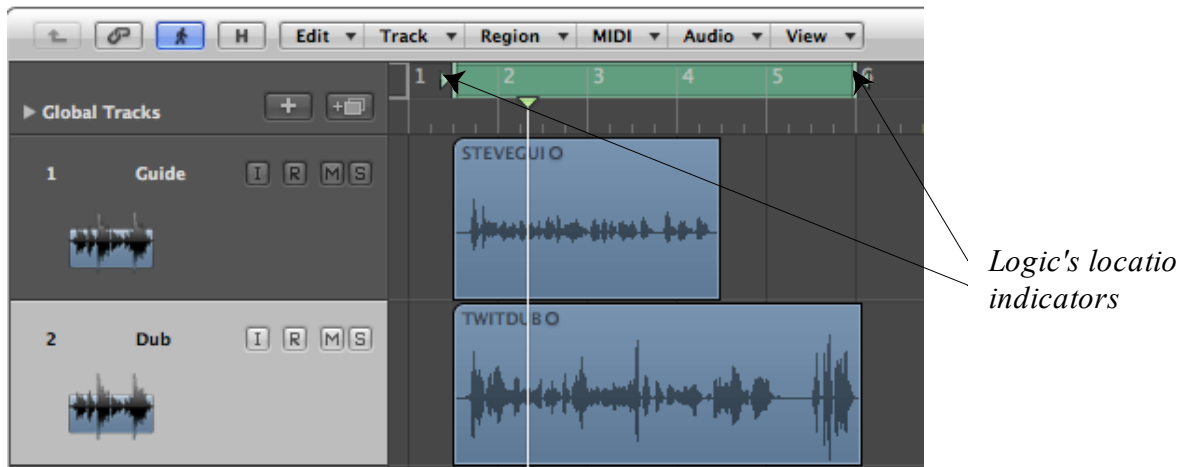 H Edit Track Region MIDI Audio View
1 2 3 4 5 6
Global Tracks
STEVEGUI
1 Guide I R M S
Logic's locatio
indicators
TWITDUB
2 Dub I R M S